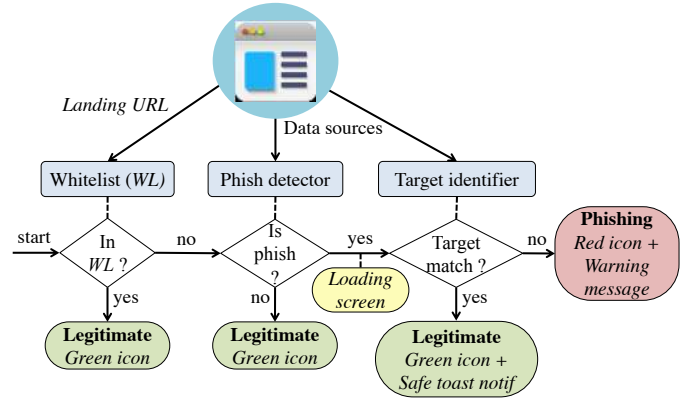 Landing URL
Data sources
Whitelist (WL)
Phish detector
Target identifier
start
In
WL ?
no
Is
phish
?
yes
Loading
screen
Target
match ?
no
Phishing
Red icon +
Warning
message
yes
no
yes
Legitimate
Green icon
Legitimate
Green icon
Legitimate
Green icon +
Safe toast notif